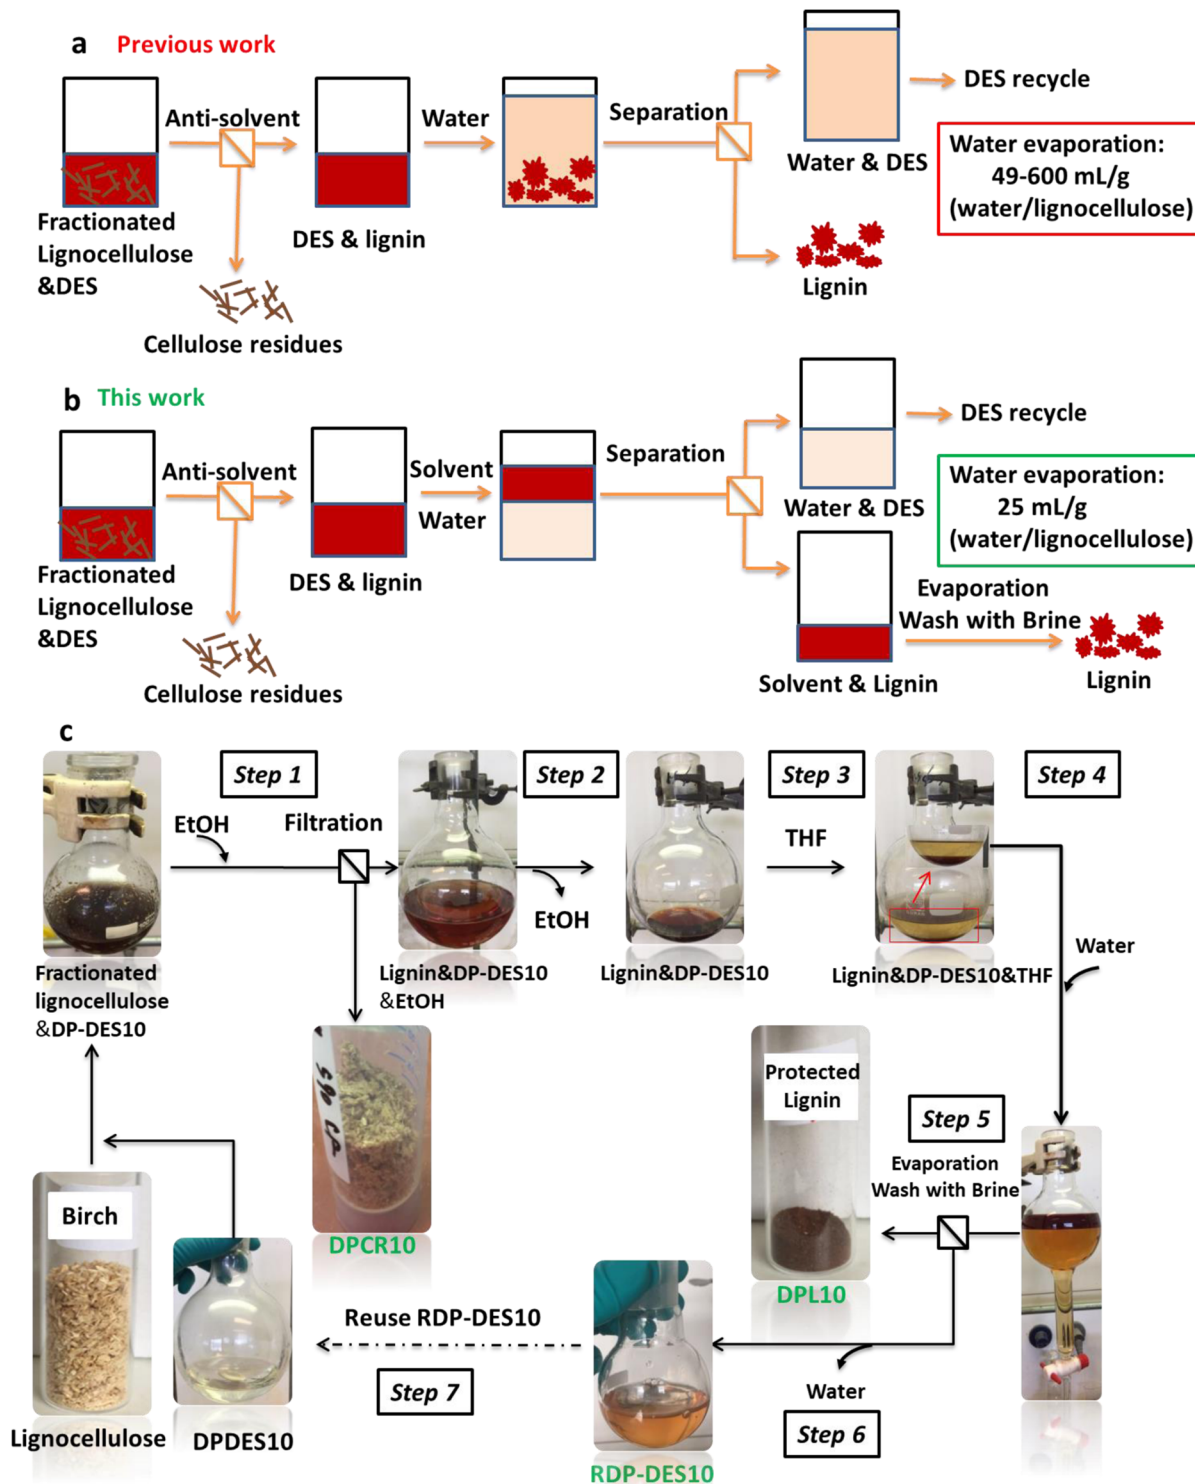 a Previous work
Anti-solvent
Water
Separation
DES recycle
Water & DES
Water evaporation:
49-600 mL/g
(water/lignocellulose)
Fractionated
Lignocellulose
&DES
DES & lignin
Lignin
Cellulose residues
b This work
Anti-solvent
Solvent
Water
Separation
DES recycle
Water & DES
Water evaporation:
25 mL/g
(water/lignocellulose)
Fractionated
Lignocellulose
&DES
DES & lignin
Evaporation
Wash with Brine
Cellulose residues
Solvent & Lignin
Lignin
c
Step 1
Step 2
Step 3
Step 4
EtOH
Filtration
EtOH
THF
Water
Fractionated
lignocellulose
&DP-DES10
Lignin&DP-DES10
&EtOH
Lignin&DP-DES10
Lignin&DP-DES10&THF
Protected
Lignin
Step 5
Evaporation
Wash with Brine
Birch
DPCR10
DPL10
Reuse RDP-DES10
Step 7
Water
Step 6
Lignocellulose
DPDES10
RDP-DES10